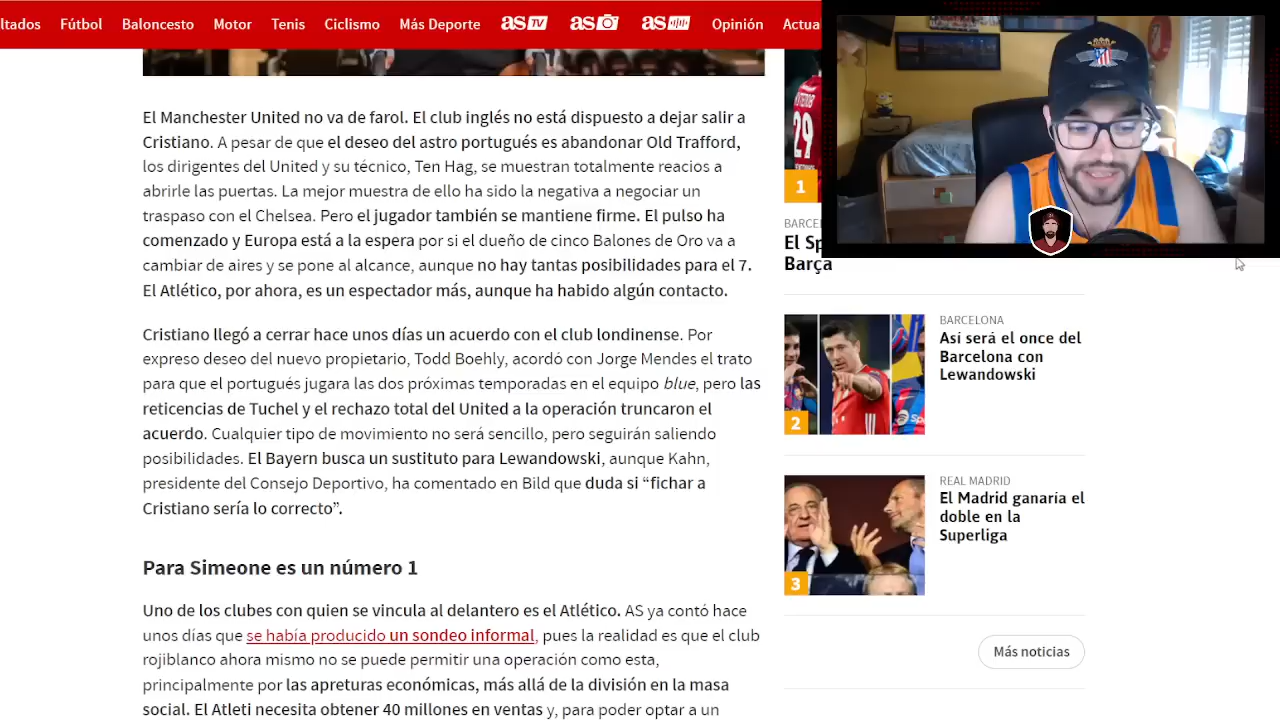 ltados Fútbol Baloncesto Motor Tenis Ciclismo Más Deporte as TV as as Opinión Actua
El Manchester United no va de farol. El club inglés no está dispuesto a dejar salir a
Cristiano. A pesar de que el deseo del astro portugués es abandonar Old Trafford,
los dirigentes del United y su técnico, Ten Hag, se muestran totalmente reacios a
abrirle las puertas. La mejor muestra de ello ha sido la negativa a negociar un
traspaso con el Chelsea. Pero el jugador también se mantiene firme. El pulso ha
comenzado y Europa está a la espera por si el dueño de cinco Balones de Oro va a
cambiar de aires y se pone al alcance, aunque no hay tantas posibilidades para el 7.
El Atlético, por ahora, es un espectador más, aunque ha habido algún contacto.
Cristiano llegó a cerrar hace unos días un acuerdo con el club londinense. Por
expreso deseo del nuevo propietario, Todd Boehly, acordó con Jorge Mendes el trato
para que el portugués jugara las dos próximas temporadas en el equipo blue, pero las
reticencias de Tuchel y el rechazo total del United a la operación truncaron el
acuerdo. Cualquier tipo de movimiento no será sencillo, pero seguirán saliendo
posibilidades. El Bayern busca un sustituto para Lewandowski, aunque Kahn,
presidente del Consejo Deportivo, ha comentado en Bild que duda si “fichar a
Cristiano sería lo correcto”.
Para Simeone es un número 1
Uno de los clubes con quien se vincula al delantero es el Atlético. AS ya contó hace
unos días que se había producido un sondeo informal, pues la realidad es que el club
rojiblanco ahora mismo no se puede permitir una operación como esta,
principalmente por las apreturas económicas, más allá de la división en la masa
social. El Atleti necesita obtener 40 millones en ventas y, para poder optar a un
29
1
BARCEL
El Sp
Barça
2
BARCELONA
Así será el once del
Barcelona con
Lewandowski
3
REAL MADRID
El Madrid ganaría el
doble en la
Superliga
Más noticias